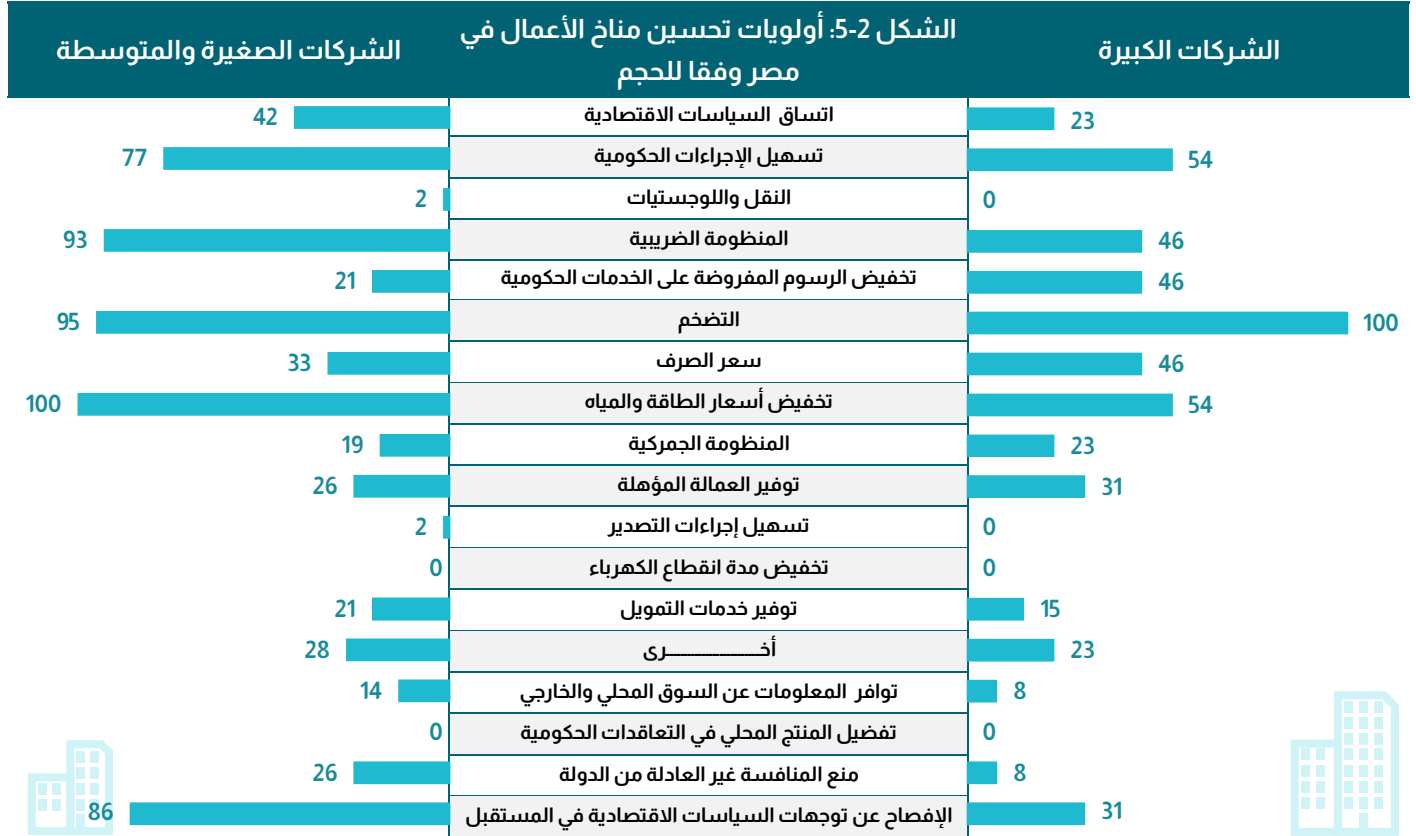 الشركات الكبيرة
الشكل 2-5: أولويات تحسين مناخ الأعمال في
مصر وفقا للحجم
الشركات الصغيرة والمتوسطة
23 اتساق السياسات الاقتصادية 42
54 تسهيل الإجراءات الحكومية 77
0 النقل واللوجستيات 2
46 المنظومة الضريبية 93
46 تخفيض الرسوم المفروضة على الخدمات الحكومية 21
100 التضخم 95
46 سعر الصرف 33
54 تخفيض أسعار الطاقة والمياه 100
23 المنظومة الجمركية 19
31 توفير العمالة المؤهلة 26
0 تسهيل إجراءات التصدير 2
0 تخفيض مدة انقطاع الكهرباء 0
15 توفير خدمات التمويل 21
23 أخـــــــــــــرى 28
8 توافر المعلومات عن السوق المحلي والخارجي 14
0 تفضيل المنتج المحلي في التعاقدات الحكومية 0
8 منع المنافسة غير العادلة من الدولة 26
31 الإفصاح عن توجهات السياسات الاقتصادية في المستقبل 86